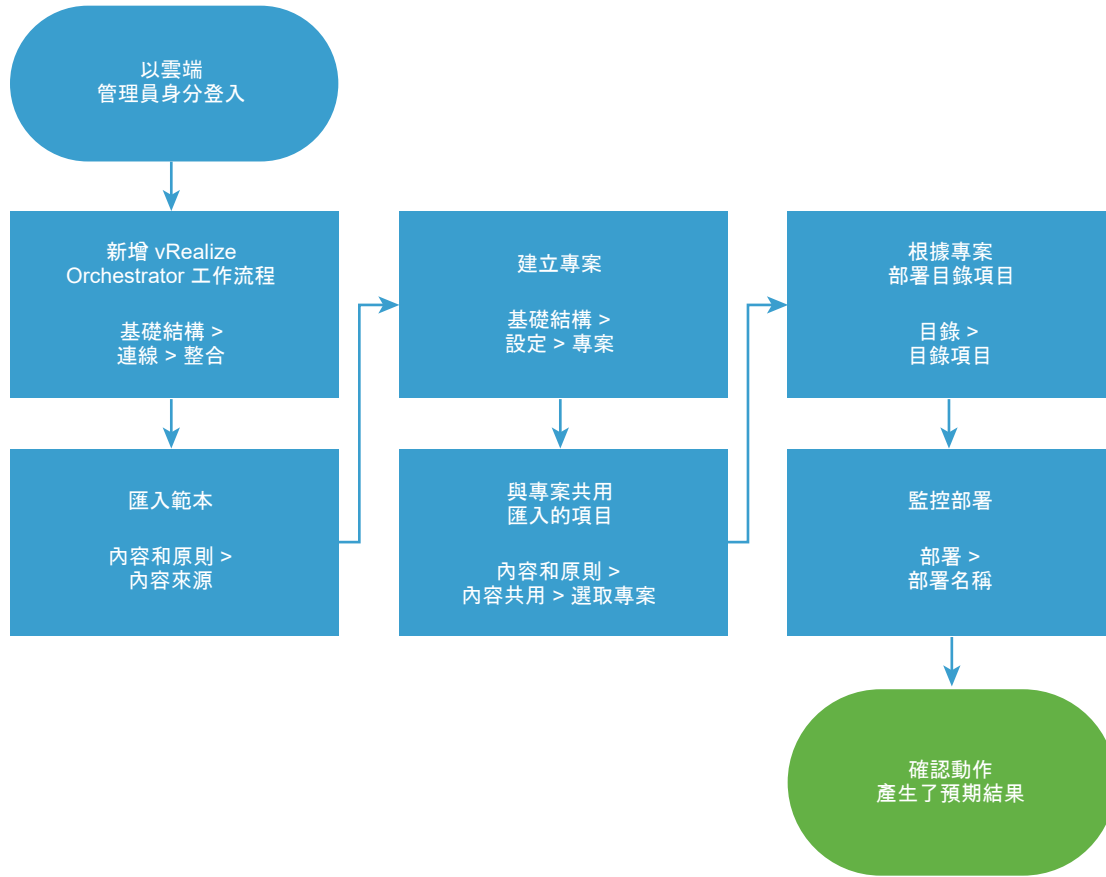 以雲端
管理員身分登入
新增 vRealize
Orchestrator 工作流程
基礎結構 >
連線 > 整合
匯入範本
內容和原則 >
內容來源
建立專案
基礎結構 >
設定 > 專案
與專案共用
匯入的項目
內容和原則 >
內容共用 > 選取專案
根據專案
部署目錄項目
目錄 >
目錄項目
監控部署
部署 >
部署名稱
確認動作
產生了預期結果